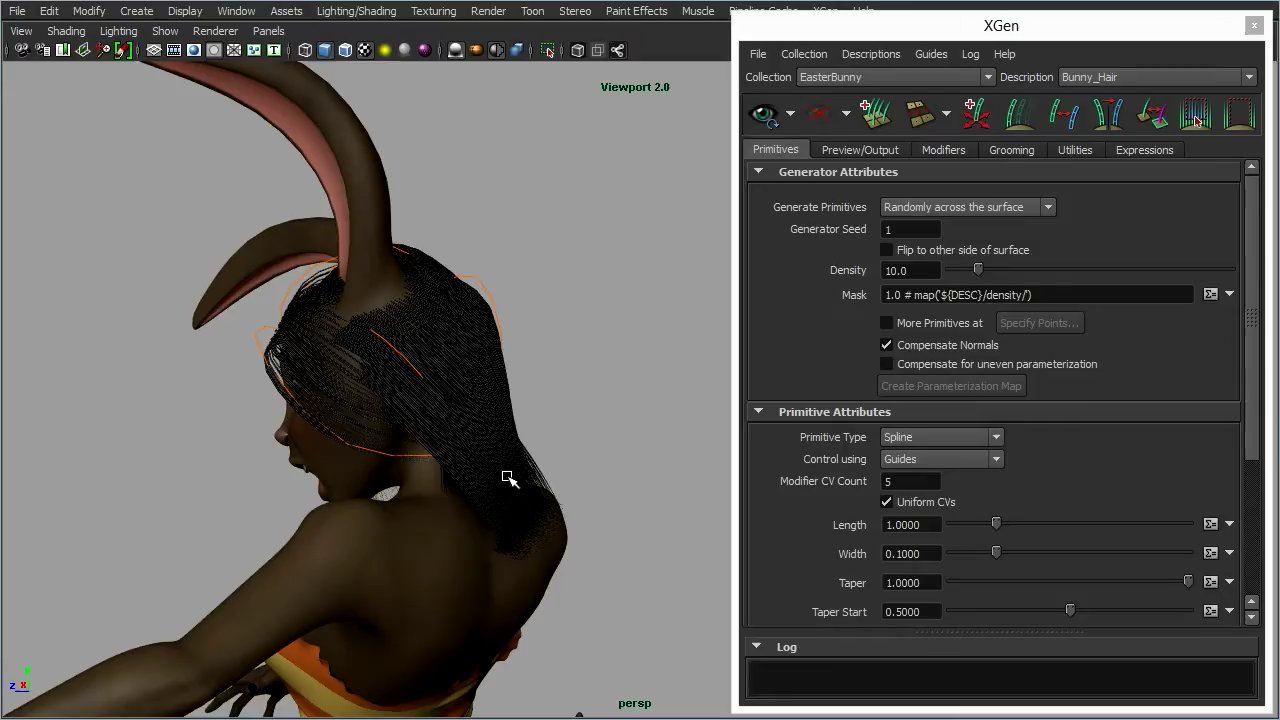 File Edit Modify Create Display Window Assets Lighting/Shading Texturing Render Toon Stereo Paint Effects Muscle
XGen
View Shading Lighting Show Renderer Panels
File Collection Descriptions Guides Log Help
Collection EasterBunny Description Bunny_Hair
Viewport 2.0
Primitives Preview/Output Modifiers Grooming Utilities Expressions
Generator Attributes
Generate Primitives Randomly across the surface
Generator Seed 1
Flip to other side of surface
Density 10.0
Mask 1.0 # map('${DESC}/density/')
More Primitives at Specify Points...
Compensate Normals
Compensate for uneven parameterization
Create Parameterization Map
Primitive Attributes
Primitive Type Spline
Control using Guides
Modifier CV Count 5
Uniform CVs
Length 1.0000
Width 0.1000
Taper 1.0000
Taper Start 0.5000
Log
y
z x
persp